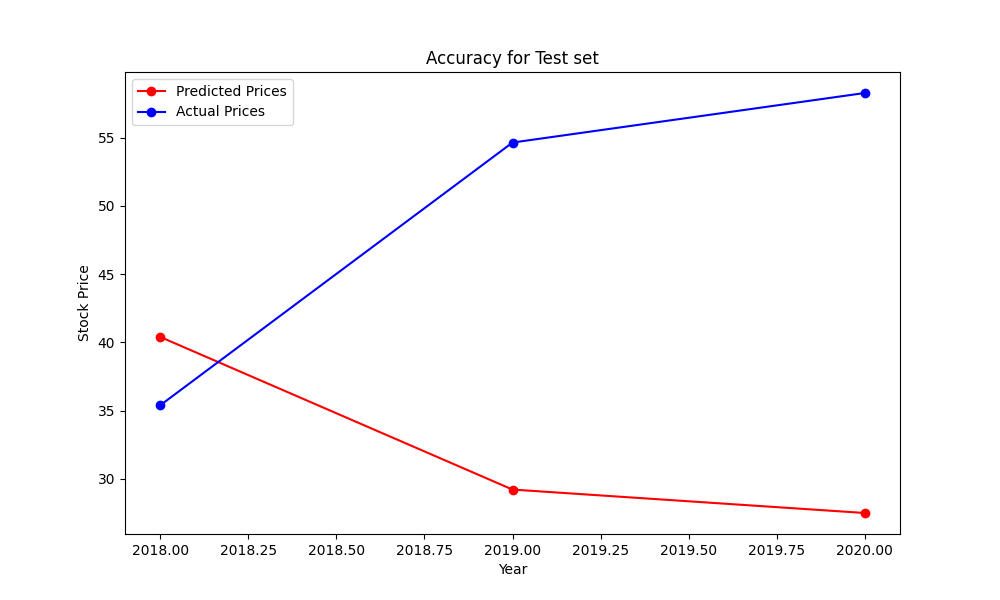 Accuracy for Test set
Predicted Prices
Actual Prices
55
50
45
40
35
30
Stock Price
2018.00 2018.25 2018.50 2018.75 2019.00 2019.25 2019.50 2019.75 2020.00
Year